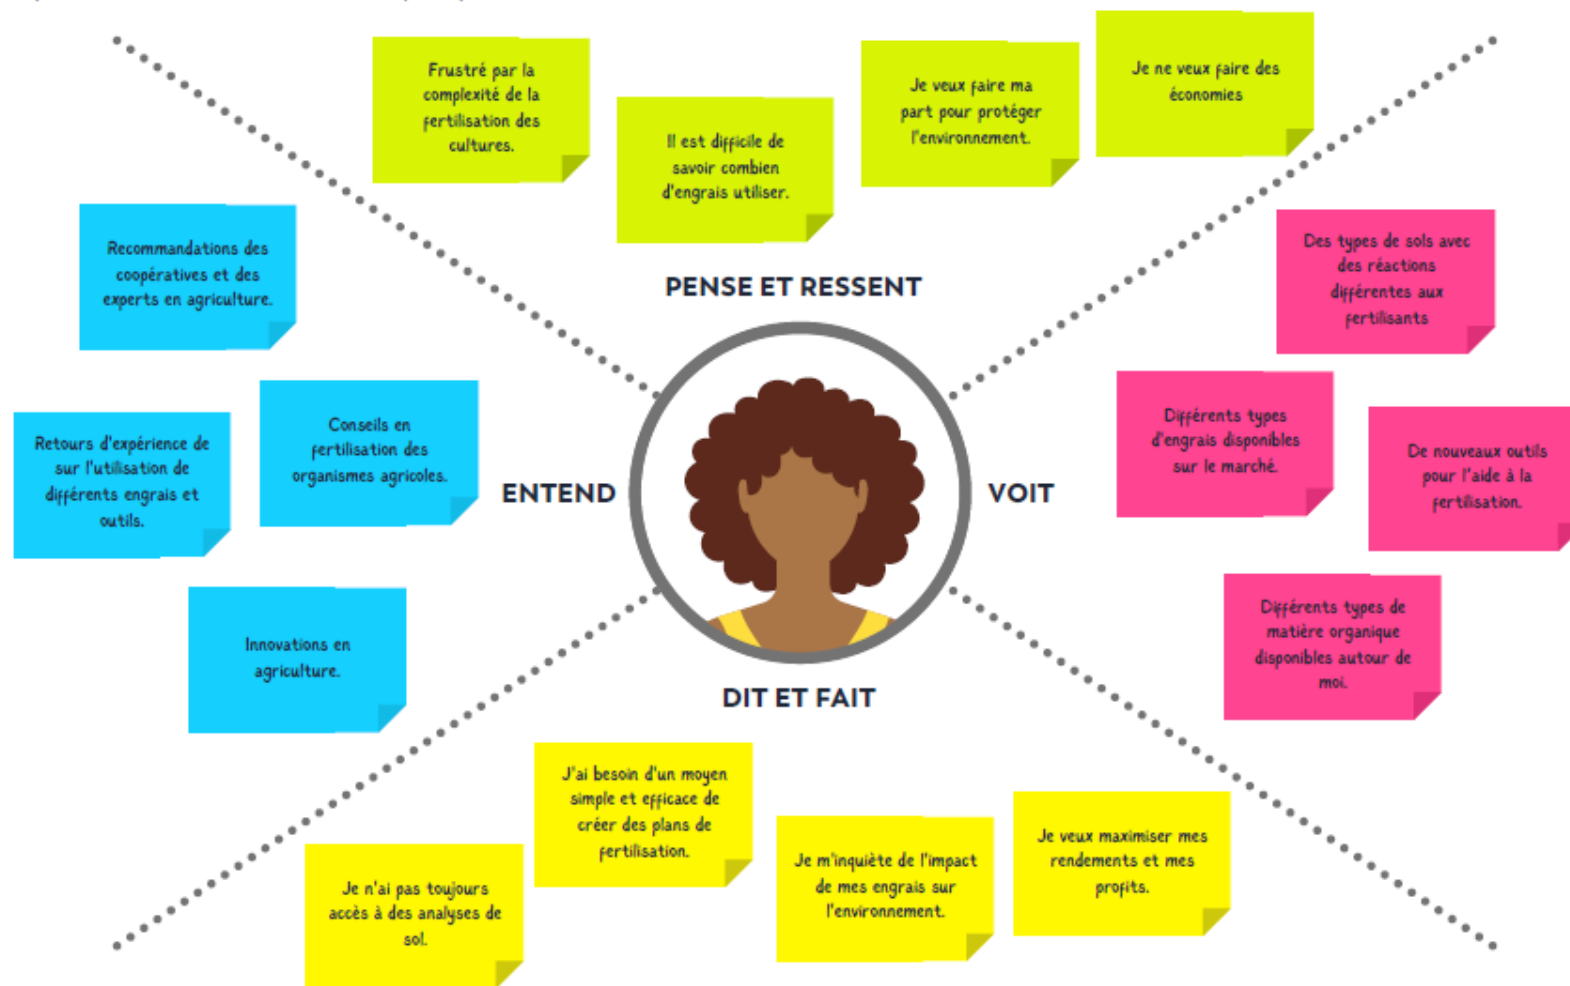 Frustré par la
complexité de la
fertilisation des
cultures.
Il est difficile de
savoir combien
d'engrais utiliser.
Je veux faire ma
part pour protéger
l'environnement.
Je ne veux faire des
économies
PENSE ET RESSENT
Recommandations des
coopératives et des
experts en agriculture.
Retours d'expérience de
sur l'utilisation de
différents engrais et
outils.
Conseils en
fertilisation des
organismes agricoles.
Innovations en
agriculture.
ENTEND
VOIT
Des types de sols avec
des réactions
différentes aux
fertilisants
Différents types
d'engrais disponibles
sur le marché.
De nouveaux outils
pour l'aide à la
fertilisation.
Différents types de
matière organique
disponibles autour de
moi.
DIT ET FAIT
Je n'ai pas toujours
accès à des analyses de
sol.
J'ai besoin d'un moyen
simple et efficace de
créer des plans de
fertilisation.
Je m'inquiète de l'impact
de mes engrais sur
l'environnement.
Je veux maximiser mes
rendements et mes
profits.